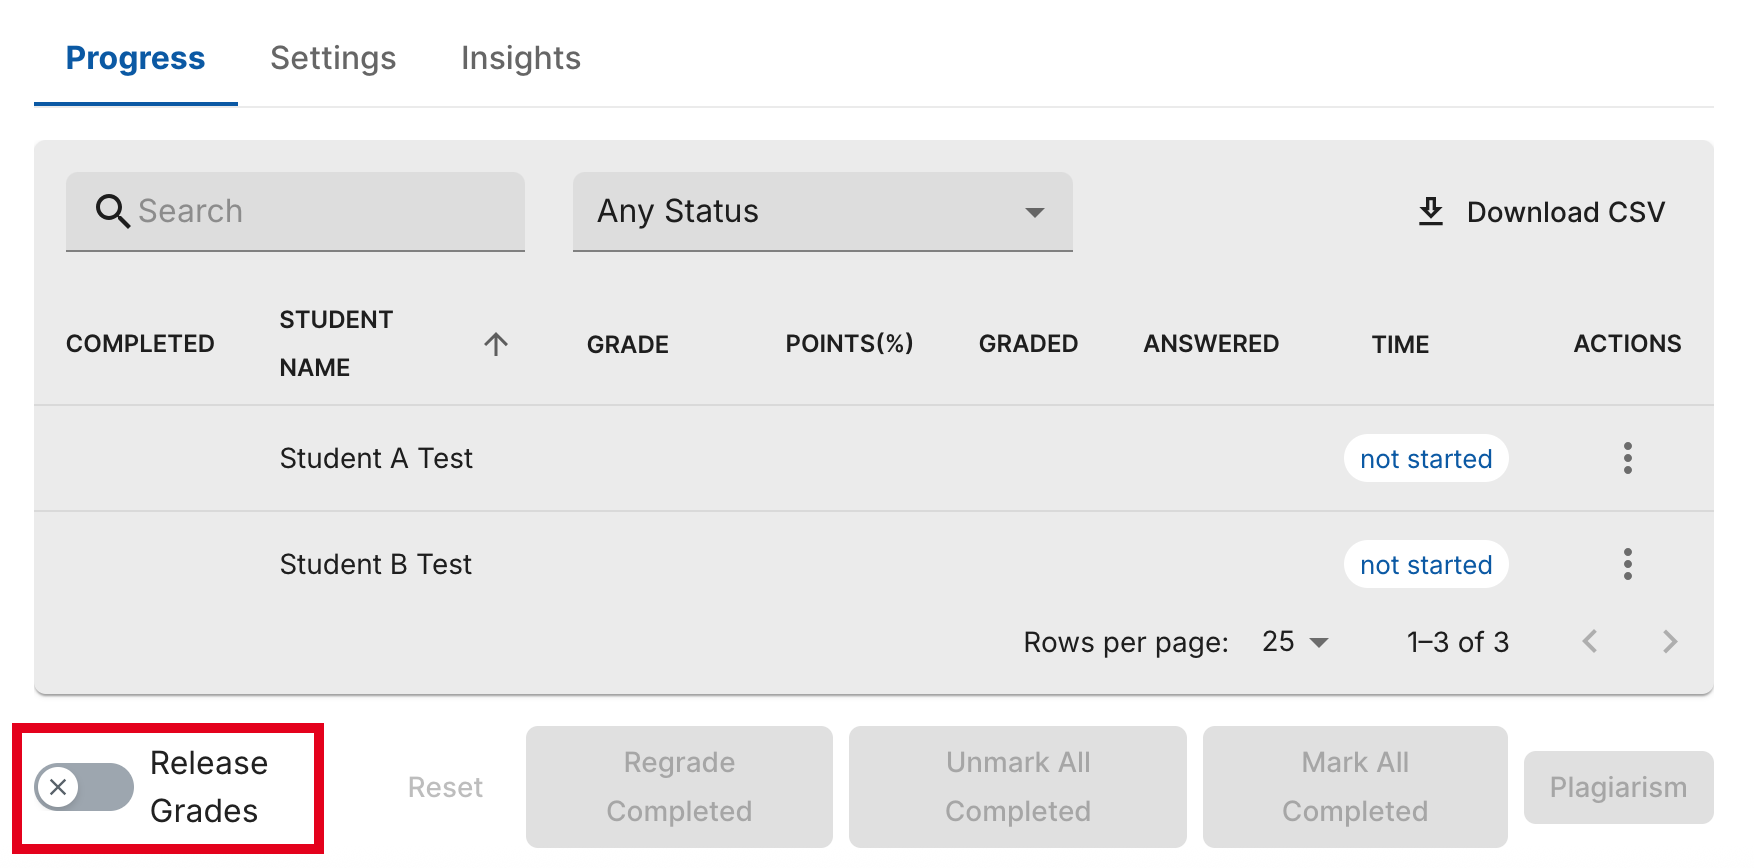 Progress Settings Insights
Search Any Status Download CSV
COMPLETED STUDENT NAME GRADE POINTS(%) GRADED ANSWERED TIME ACTIONS
Student A Test not started
Student B Test not started
Rows per page: 25 1–3 of 3
Release Grades Reset Regrade Completed Unmark All Completed Mark All Completed Plagiarism